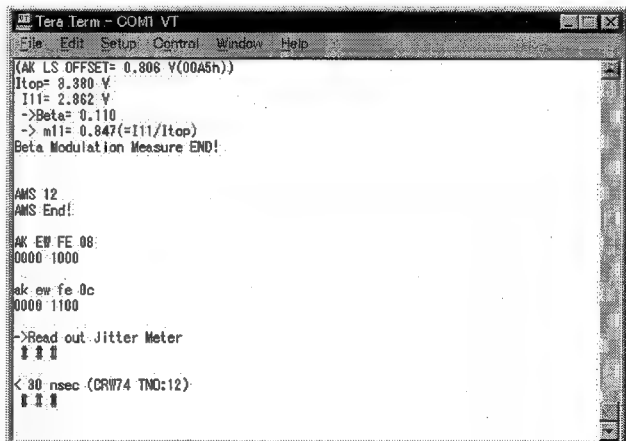 Tera Term - COM1 VT
File Edit Setup Control Window Help
(AK LS OFFSET= 0.806 V(00A5h))
Itop= 3.380 V
I11= 2.862 V
->Beta= 0.110
-> m11= 0.847(=I11/Itop)
Beta Modulation Measure END!
AMS 12
AMS End!
AK EW FE 08
0000 1000
ak ew fe 0c
0000 1100
->Read out Jitter Meter
< 30 nsec (CRW74 TNO:12)